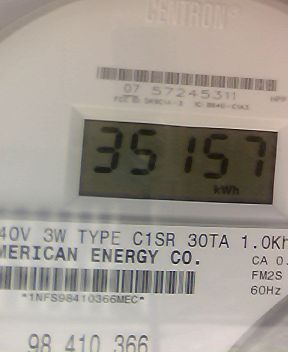 CENTRON®
07 57245311
35157
kWh
40V 3W TYPE C1SR 30TA 1.0Kh
MERICAN ENERGY CO.
CA 0.
FM2S
*1NFS98410366MEC*
60Hz
98 410 366